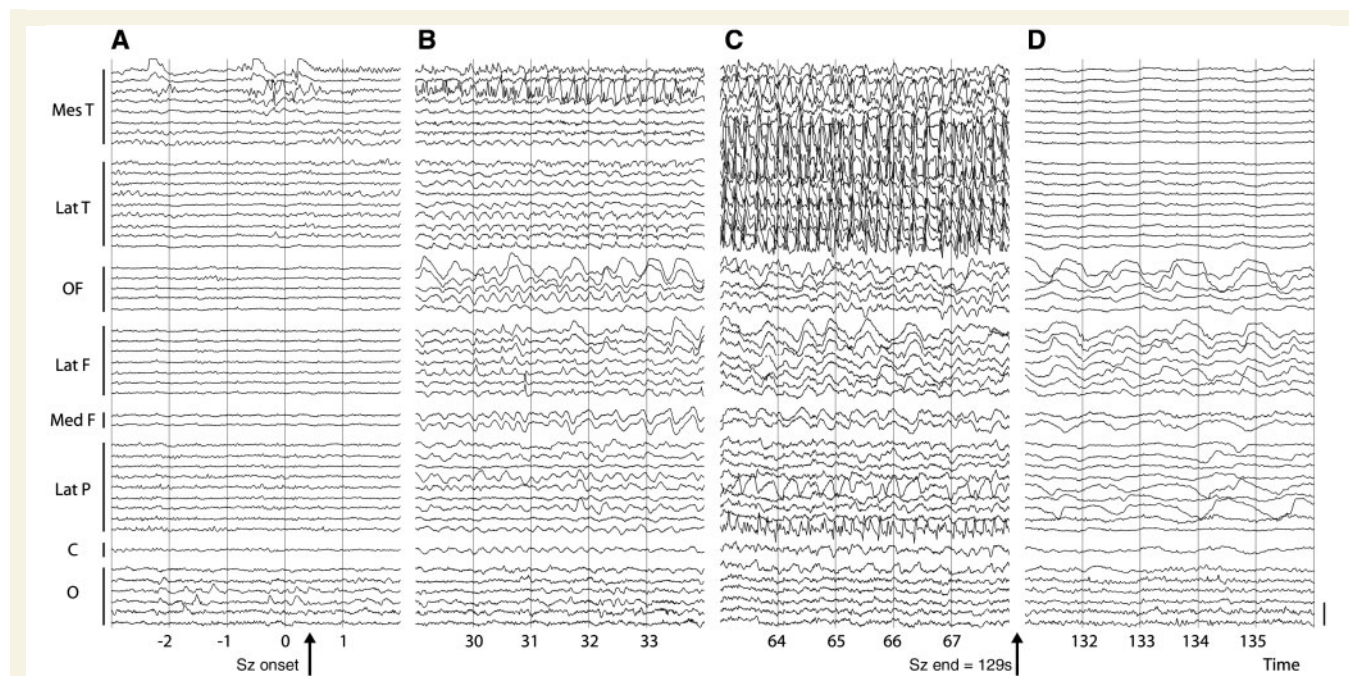 A B C D
Mes T
Lat T
OF
Lat F
Med F
Lat P
C
O
-2 -1 0 1 30 31 32 33 64 65 66 67 132 133 134 135
Sz onset Sz end = 129s Time